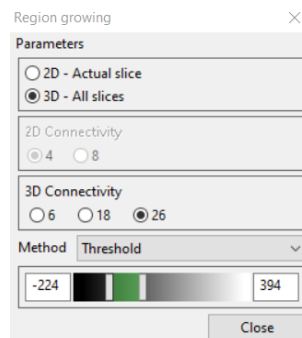 Region growing
Parameters
2D - Actual slice
3D - All slices
2D Connectivity
4 8
3D Connectivity
6 18 26
Method Threshold
-224 394
Close